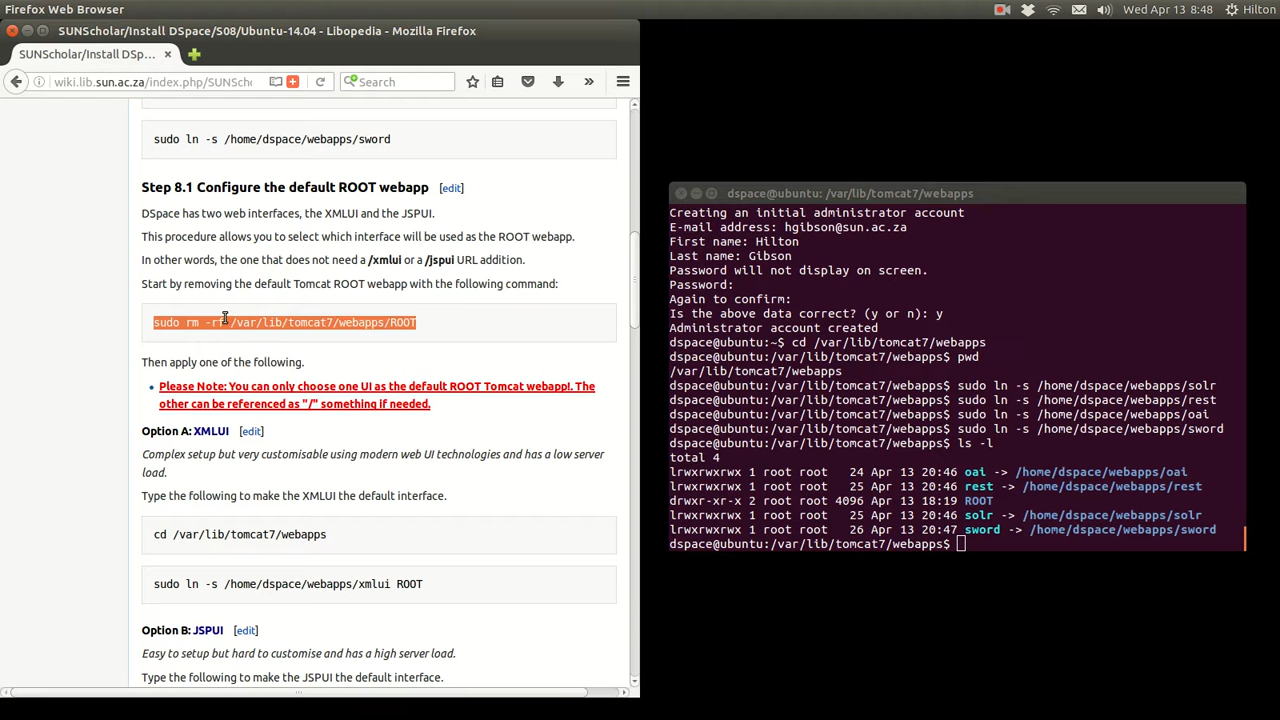 Firefox Web Browser
Wed Apr 13 8:48 Hilton
SUNScholar/Install DSpace/S08/Ubuntu-14.04 - Libopedia - Mozilla Firefox
SUNScholar/Install DSp...
wiki.lib.sun.ac.za/index.php/SUNSch
Search
sudo ln -s /home/dspace/webapps/sword
Step 8.1 Configure the default ROOT webapp [edit]
DSpace has two web interfaces, the XMLUI and the JSPUI.
This procedure allows you to select which interface will be used as the ROOT webapp.
In other words, the one that does not need a /xmlui or a /jspui URL addition.
Start by removing the default Tomcat ROOT webapp with the following command:
sudo rm -rf /var/lib/tomcat7/webapps/ROOT
Then apply one of the following.
Please Note: You can only choose one UI as the default ROOT Tomcat webapp!. The
other can be referenced as "/" something if needed.
Option A: XMLUI [edit]
Complex setup but very customisable using modern web UI technologies and has a low server
load.
Type the following to make the XMLUI the default interface.
cd /var/lib/tomcat7/webapps
sudo ln -s /home/dspace/webapps/xmlui ROOT
Option B: JSPUI [edit]
Easy to setup but hard to customise and has a high server load.
Type the following to make the JSPUI the default interface.
dspace@ubuntu: /var/lib/tomcat7/webapps
Creating an initial administrator account
E-mail address: hgibson@sun.ac.za
First name: Hilton
Last name: Gibson
Password will not display on screen.
Password:
Again to confirm:
Is the above data correct? (y or n): y
Administrator account created
dspace@ubuntu:~$ cd /var/lib/tomcat7/webapps
dspace@ubuntu:/var/lib/tomcat7/webapps$ pwd
/var/lib/tomcat7/webapps
dspace@ubuntu:/var/lib/tomcat7/webapps$ sudo ln -s /home/dspace/webapps/solr
dspace@ubuntu:/var/lib/tomcat7/webapps$ sudo ln -s /home/dspace/webapps/rest
dspace@ubuntu:/var/lib/tomcat7/webapps$ sudo ln -s /home/dspace/webapps/oai
dspace@ubuntu:/var/lib/tomcat7/webapps$ sudo ln -s /home/dspace/webapps/sword
dspace@ubuntu:/var/lib/tomcat7/webapps$ ls -l
total 4
lrwxrwxrwx 1 root root 24 Apr 13 20:46 oai -> /home/dspace/webapps/oai
lrwxrwxrwx 1 root root 25 Apr 13 20:46 rest -> /home/dspace/webapps/rest
drwxr-xr-x 2 root root 4096 Apr 13 18:19 ROOT
lrwxrwxrwx 1 root root 25 Apr 13 20:46 solr -> /home/dspace/webapps/solr
lrwxrwxrwx 1 root root 26 Apr 13 20:47 sword -> /home/dspace/webapps/sword
dspace@ubuntu:/var/lib/tomcat7/webapps$